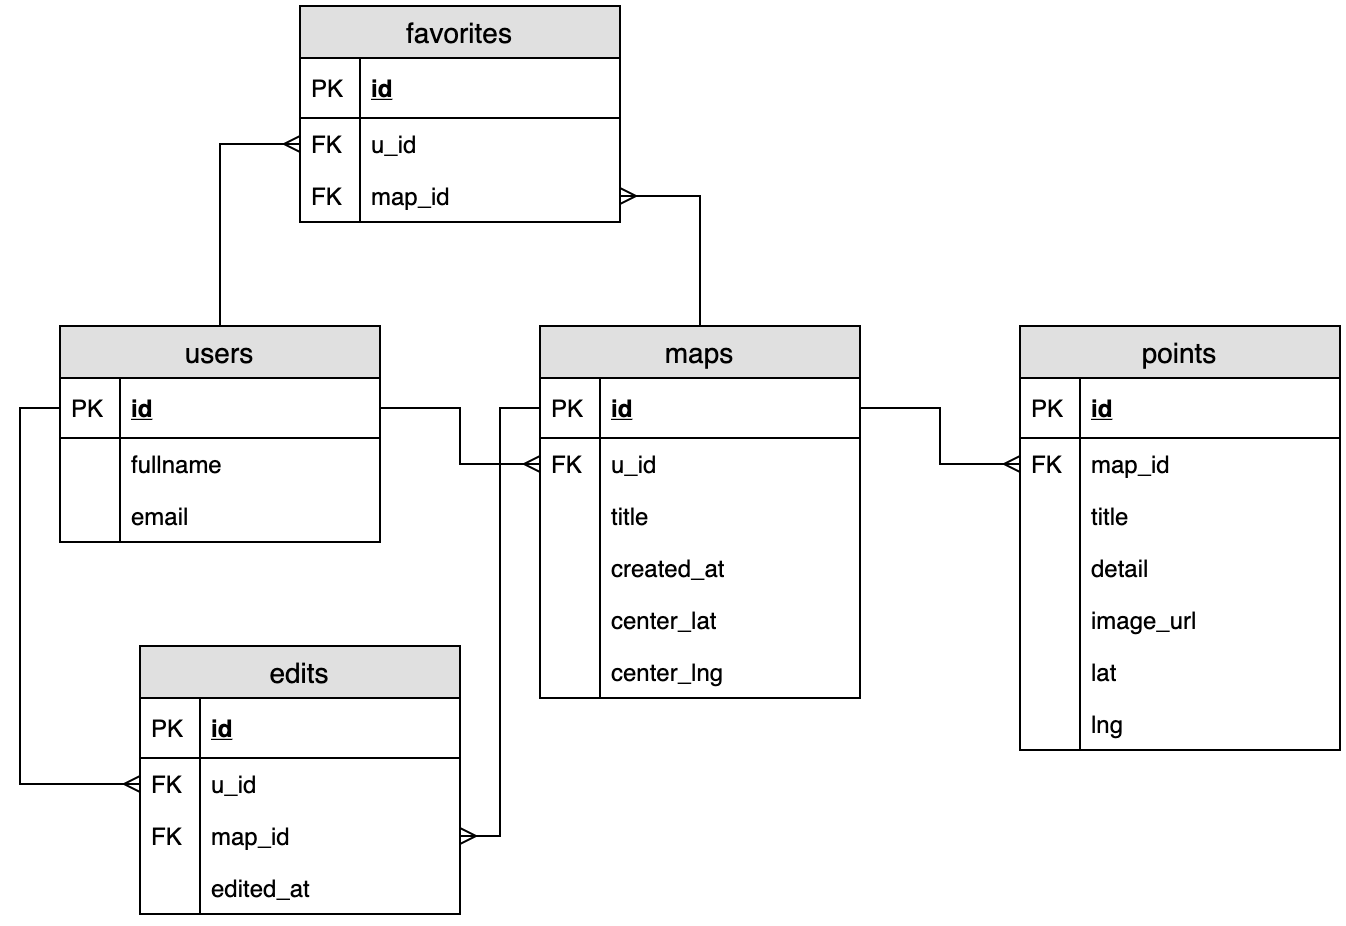 favorites
PK id
FK u_id
FK map_id
users
PK id
fullname
email
maps
PK id
FK u_id
title
created_at
center_lat
center_lng
points
PK id
FK map_id
title
detail
image_url
lat
lng
edits
PK id
FK u_id
FK map_id
edited_at